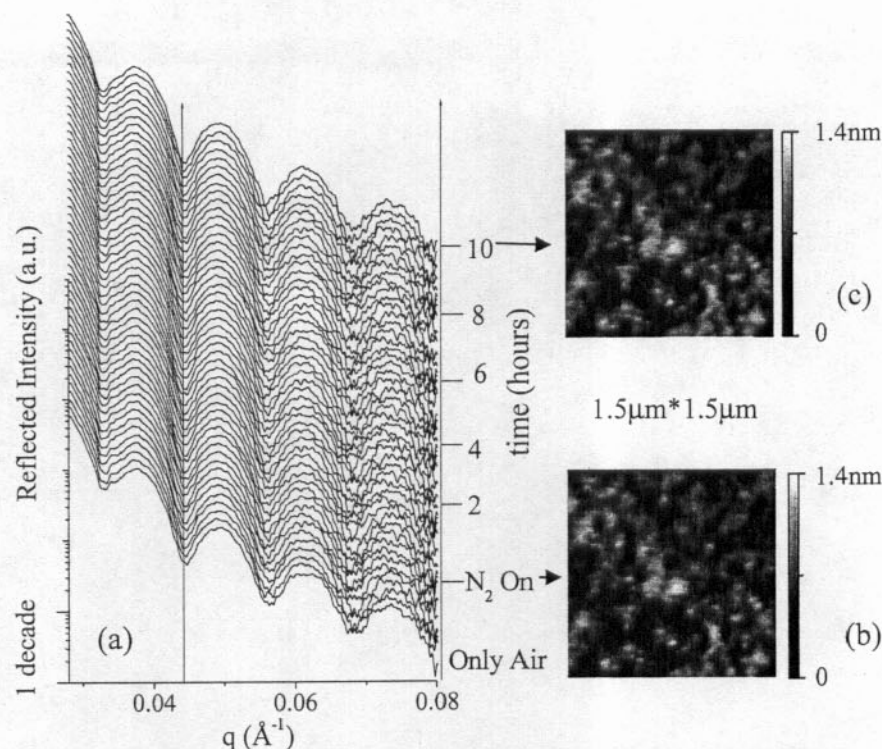 Reflected Intensity (a.u.)
1 decade
(a)
0.04
0.06
0.08
q (Å⁻¹)
10
8
6
4
2
N₂ On
Only Air
time (hours)
1.4nm
0
(c)
1.5μm*1.5μm
1.4nm
0
(b)